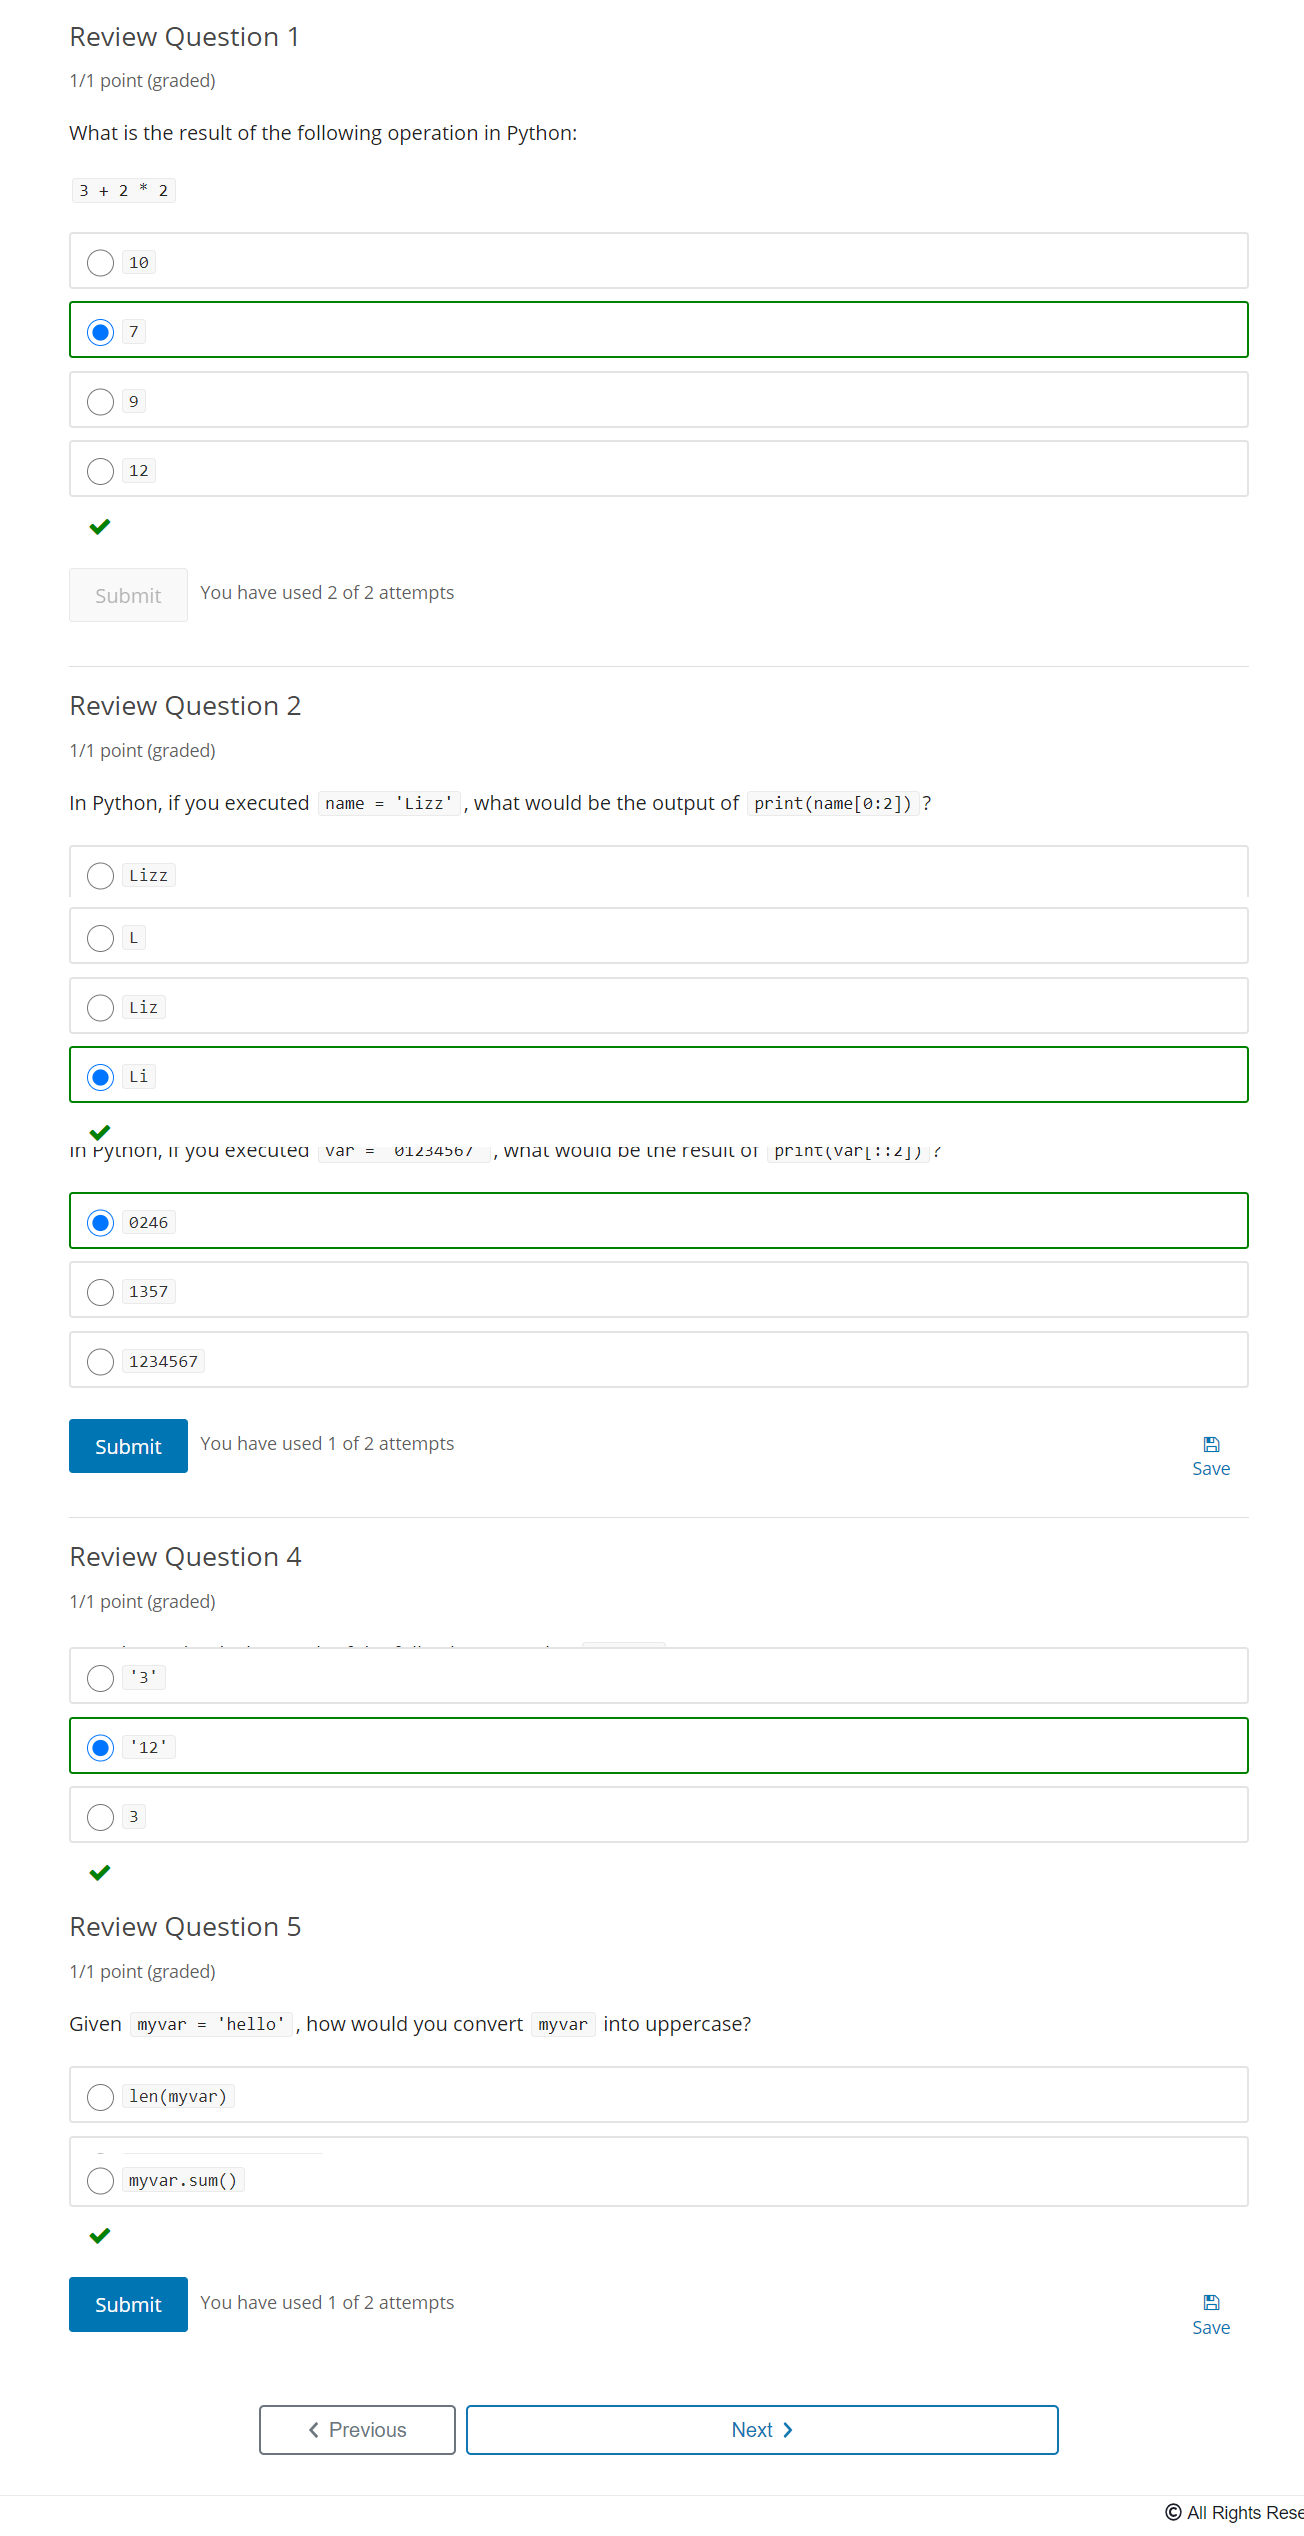 Review Question 1
1/1 point (graded)
What is the result of the following operation in Python:
3 + 2 * 2
10
7
9
12
Submit You have used 2 of 2 attempts
Review Question 2
1/1 point (graded)
In Python, if you executed name = 'Lizz' , what would be the output of print(name[0:2]) ?
Lizz
L
Liz
Li
In Python, if you executed var = 01234567 , what would be the result of print(var[::2]) ?
0246
1357
1234567
Submit You have used 1 of 2 attempts
Save
Review Question 4
1/1 point (graded)
'3'
'12'
3
Review Question 5
1/1 point (graded)
Given myvar = 'hello' , how would you convert myvar into uppercase?
len(myvar)
myvar.sum()
Submit You have used 1 of 2 attempts
Save
Previous
Next
© All Rights Rese